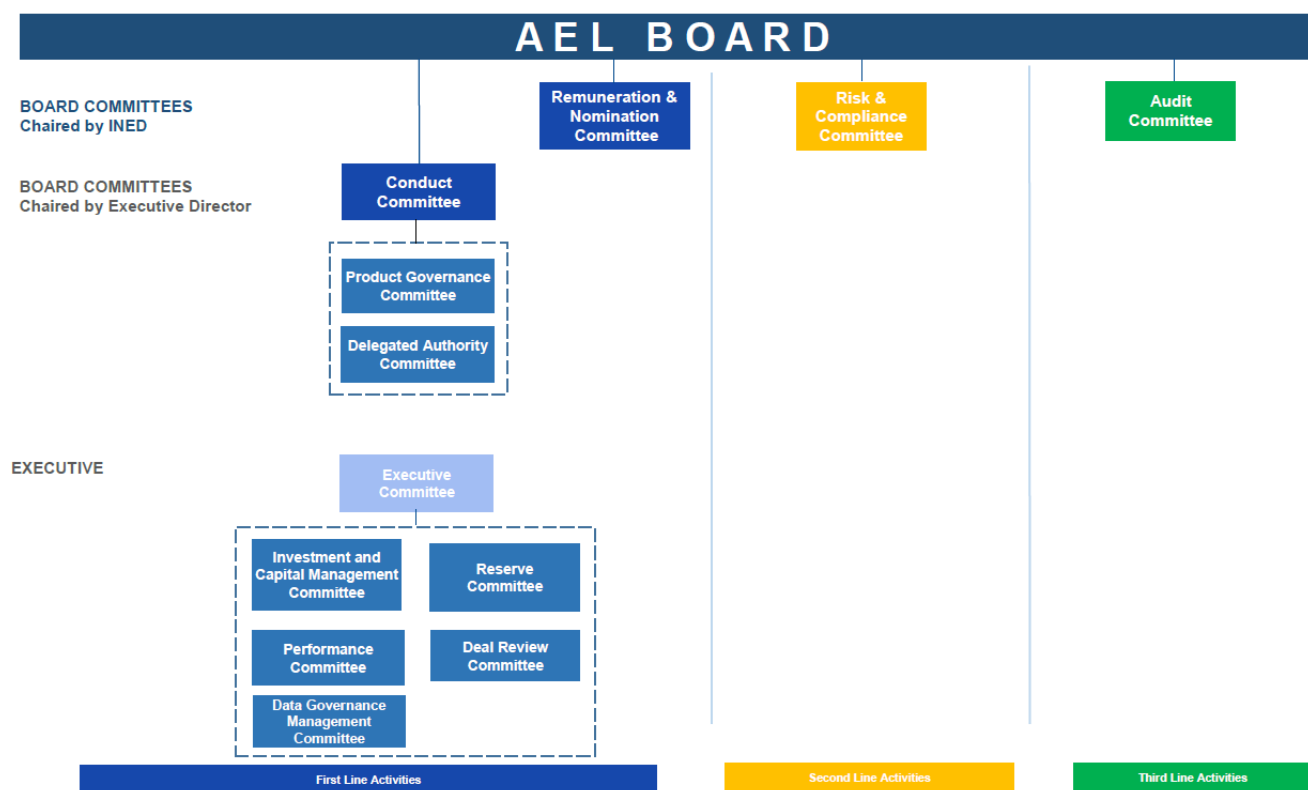 AEL BOARD
BOARD COMMITTEES
Chaired by INED
Remuneration &
Nomination
Committee
Risk &
Compliance
Committee
Audit
Committee
BOARD COMMITTEES
Chaired by Executive Director
Conduct
Committee
Product Governance
Committee
Delegated Authority
Committee
EXECUTIVE
Executive
Committee
Investment and
Capital Management
Committee
Reserve
Committee
Performance
Committee
Deal Review
Committee
Data Governance
Management
Committee
First Line Activities
Second Line Activities
Third Line Activities